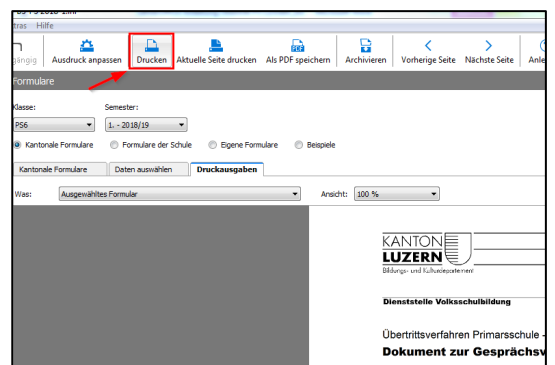 tras Hilfe
gängig Ausdruck anpassen Drucken Aktuelle Seite drucken Als PDF speichern Archivieren Vorherige Seite Nächste Seite Anle
Formulare
Klasse: Semester:
PS6 1. - 2018/19
Kantonale Formulare Formulare der Schule Eigene Formulare Beispiele
Kantonale Formulare Daten auswählen Druckausgaben
Was: Ausgewähltes Formular Ansicht: 100 %
KANTON
LUZERN
Bildungs- und Kulturdepartement
Dienststelle Volksschulbildung
Übertrittsverfahren Primarsschule -
Dokument zur Gesprächsv